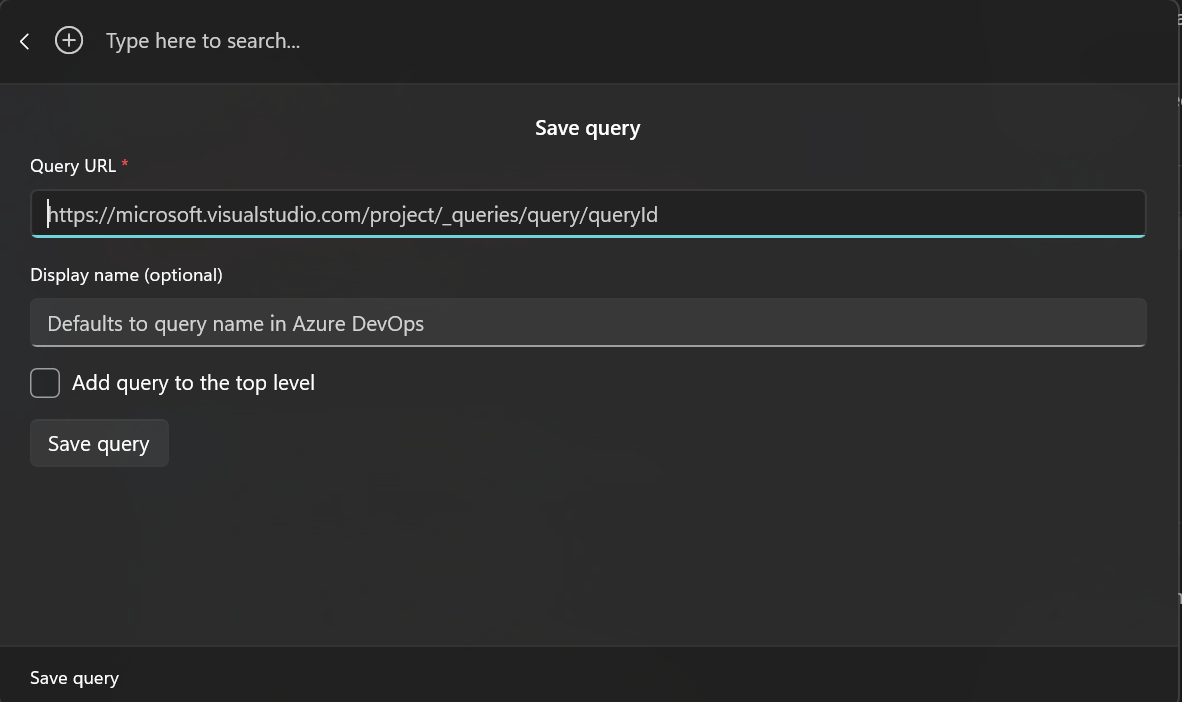 Type here to search...
Save query
Query URL *
https://microsoft.visualstudio.com/project/_queries/query/queryId
Display name (optional)
Defaults to query name in Azure DevOps
Add query to the top level
Save query
Save query